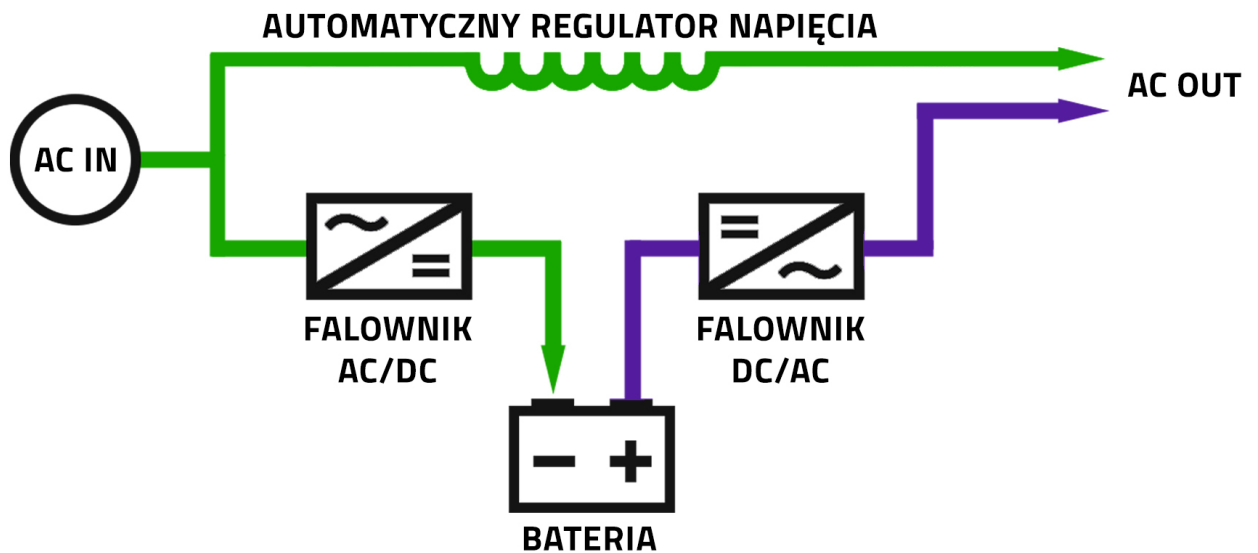 AUTOMATYCZNY REGULATOR NAPIĘCIA
AC IN
AC OUT
FALOWNIK
AC/DC
FALOWNIK
DC/AC
BATERIA